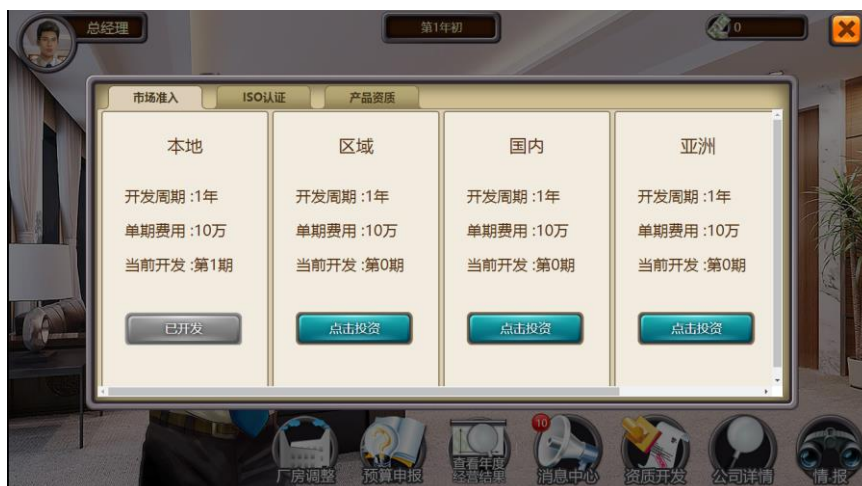 总经理
第1年初
0
市场准入
ISO认证
产品资质
本地
开发周期 :1年
单期费用 :10万
当前开发 :第1期
已开发
区域
开发周期 :1年
单期费用 :10万
当前开发 :第0期
点击投资
国内
开发周期 :1年
单期费用 :10万
当前开发 :第0期
点击投资
亚洲
开发周期 :1年
单期费用 :10万
当前开发 :第0期
点击投资
厂房调整
预算申报
查看年度
经营结果
10
消息中心
资质开发
公司详情
情.报